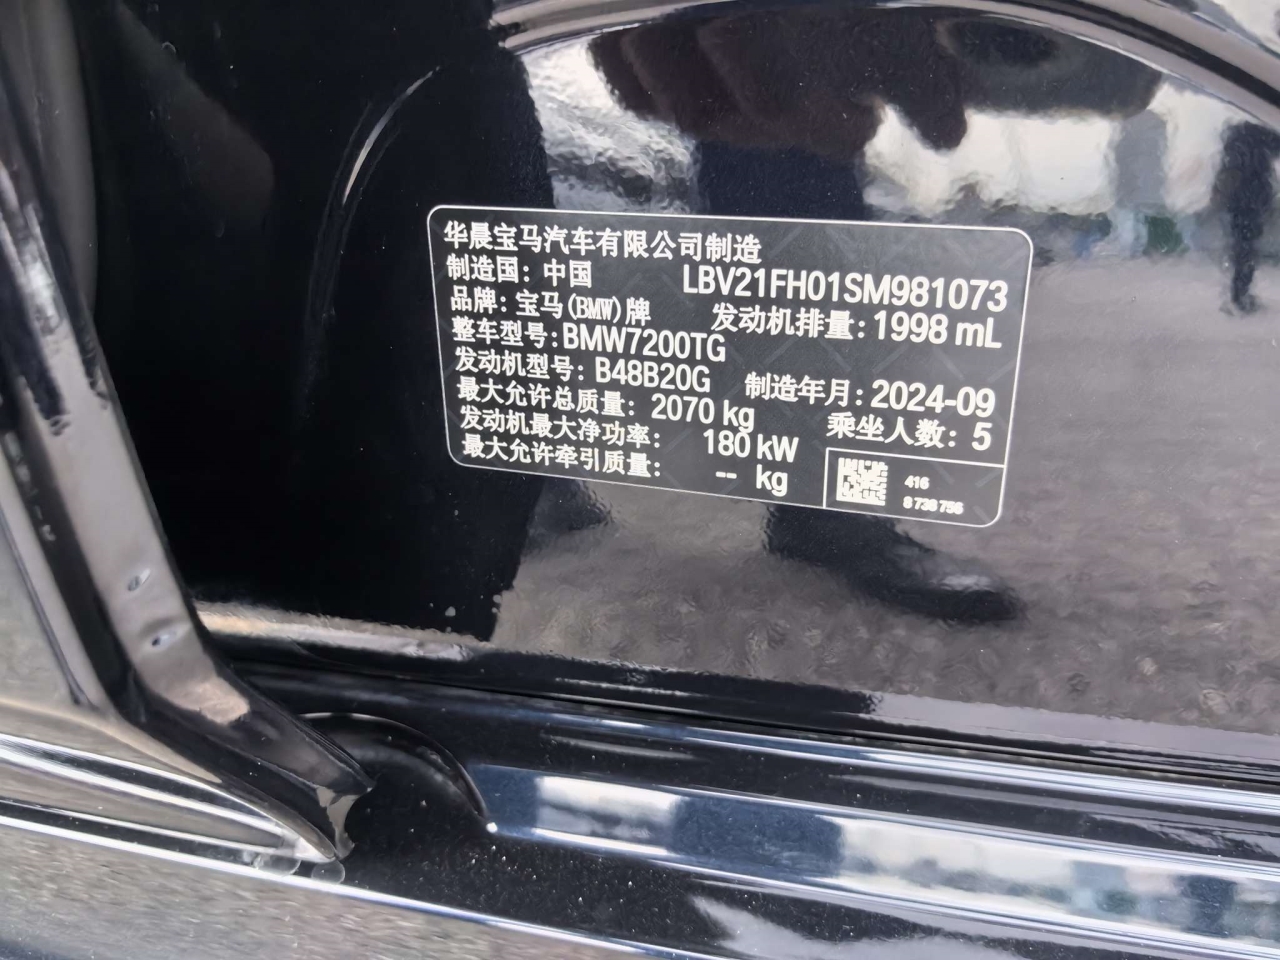 华晨宝马汽车有限公司制造
制造国: 中国 LBV21FH01SM981073
品牌: 宝马(BMW)牌 发动机排量: 1998 mL
整车型号: BMW7200TG
发动机型号: B48B20G 制造年月: 2024-09
最大允许总质量: 2070 kg 乘坐人数: 5
发动机最大净功率: 180 kW
最大允许牵引质量: -- kg
416
8 738 756